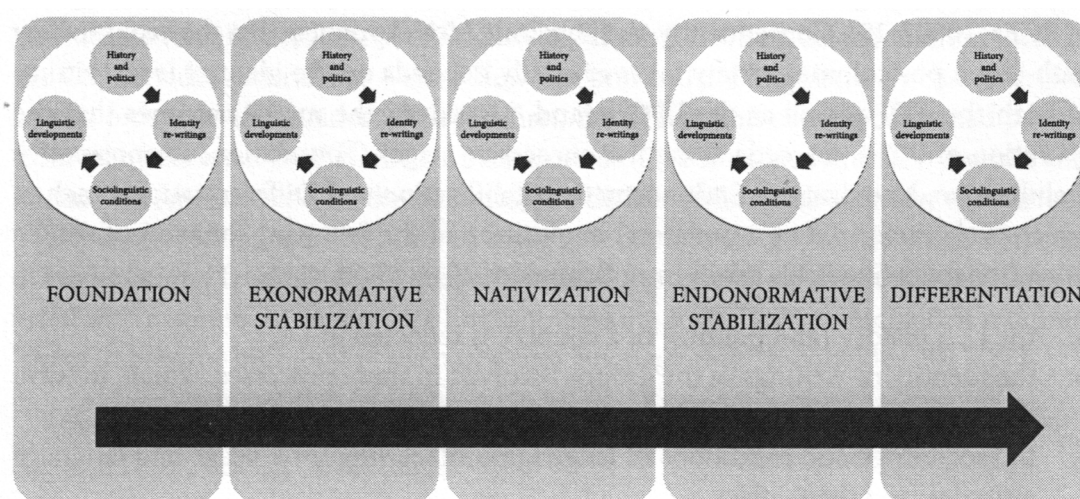 History
and
politics
Linguistic
developments
Identity
re-writings
Sociolinguistic
conditions
FOUNDATION
History
and
politics
Linguistic
developments
Identity
re-writings
Sociolinguistic
conditions
EXONORMATIVE
STABILIZATION
History
and
politics
Linguistic
developments
Identity
re-writings
Sociolinguistic
conditions
NATIVIZATION
History
and
politics
Linguistic
developments
Identity
re-writings
Sociolinguistic
conditions
ENDONORMATIVE
STABILIZATION
History
and
politics
Linguistic
developments
Identity
re-writings
Sociolinguistic
conditions
DIFFERENTIATION